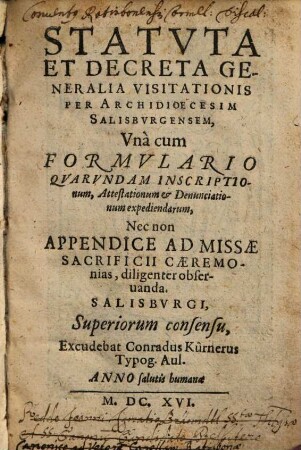 Conventus Ratisbonensis
STATVTA
ET DECRETA GE-
NERALIA VISITATIONIS
PER ARCHIDIOECESIM
SALISBVRGENSEM,
Vnà cum
FORMVLARIO
QVARVNDAM INSCRIPTIO-
num, Attestationum & Denunciatio-
num expediendarum,
Nec non
APPENDICE AD MISSÆ
SACRIFICII CÆREMO-
nias, diligenter obser-
uanda.
SALISBVRGI,
Superiorum consensu,
Excudebat Conradus Kürnerus
Typog. Aul.
ANNO salutis humanæ
M. DC. XVI.